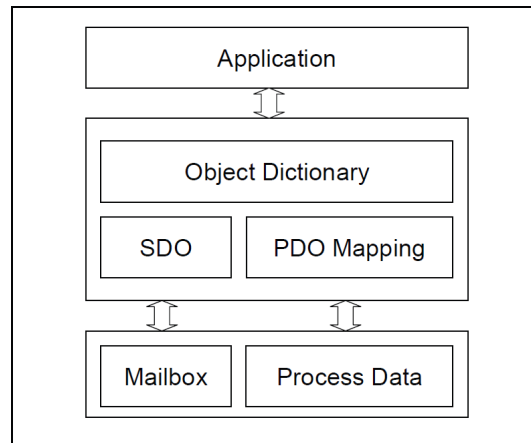 Application
Object Dictionary
SDO
PDO Mapping
Mailbox
Process Data